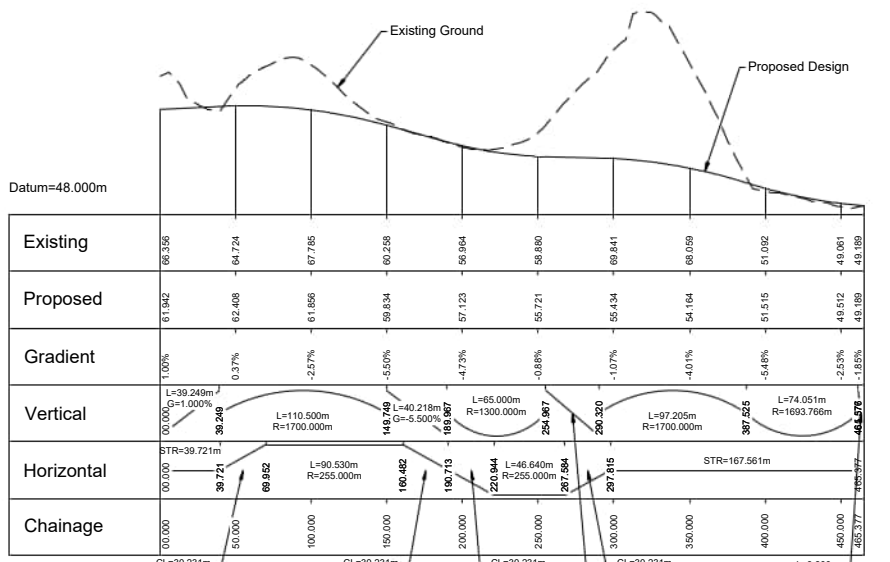 Existing Ground
Proposed Design
Datum=48.000m
Existing
66.356
64.724
67.785
60.258
56.964
58.880
69.841
68.059
51.092
49.061
49.189
Proposed
61.942
62.408
61.856
59.834
57.123
55.721
55.434
54.164
51.515
49.512
49.189
Gradient
1.00%
0.37%
-2.57%
-5.50%
-4.73%
-0.88%
-1.07%
-4.01%
-5.48%
-2.53%
-1.85%
Vertical
00.000
L=39.249m
G=1.000%
39.249
L=110.500m
R=1700.000m
149.749
L=40.218m
G=-5.500%
189.967
L=65.000m
R=1300.000m
254.967
290.320
L=97.205m
R=1700.000m
387.525
L=74.051m
R=1693.766m
Horizontal
STR=39.721m
00.000
39.721
69.952
L=90.530m
R=255.000m
160.482
190.713
220.944
L=46.640m
R=255.000m
267.584
297.815
STR=167.561m
465.377
Chainage
00.000
50.000
100.000
150.000
200.000
250.000
300.000
350.000
400.000
450.000
465.377